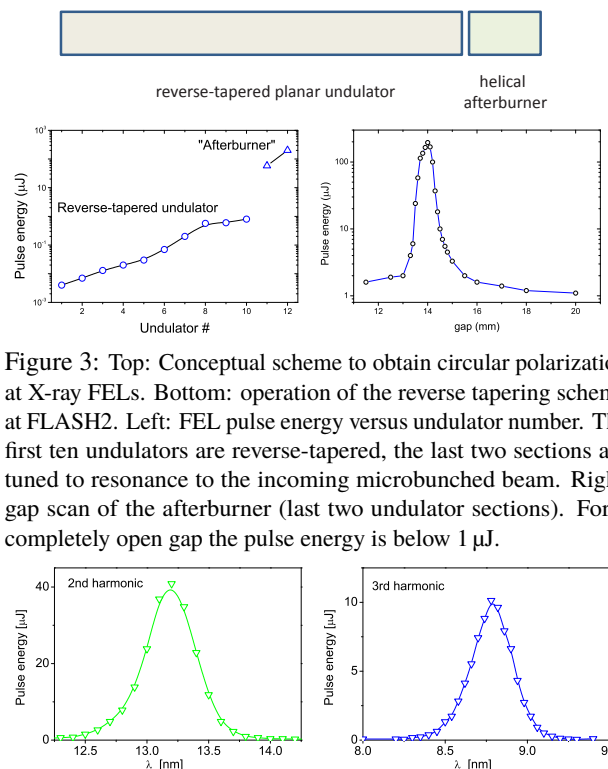 reverse-tapered planar undulator
helical
afterburner
10³
10¹
10⁻¹
10⁻³
Pulse energy (μJ)
"Afterburner"
Reverse-tapered undulator
2 4 6 8 10 12
Undulator #
100
10
1
Pulse energy (μJ)
12 14 16 18 20
gap (mm)
Figure 3: Top: Conceptual scheme to obtain circular polarizatio
at X-ray FELs. Bottom: operation of the reverse tapering schem
at FLASH2. Left: FEL pulse energy versus undulator number. Th
first ten undulators are reverse-tapered, the last two sections a
tuned to resonance to the incoming microbunched beam. Righ
gap scan of the afterburner (last two undulator sections). For
completely open gap the pulse energy is below 1 μJ.
2nd harmonic
40
20
0
Pulse energy [μJ]
12.5 13.0 13.5 14.0
λ [nm]
3rd harmonic
10
5
0
Pulse energy [μJ]
8.0 8.5 9.0 9
λ [nm]